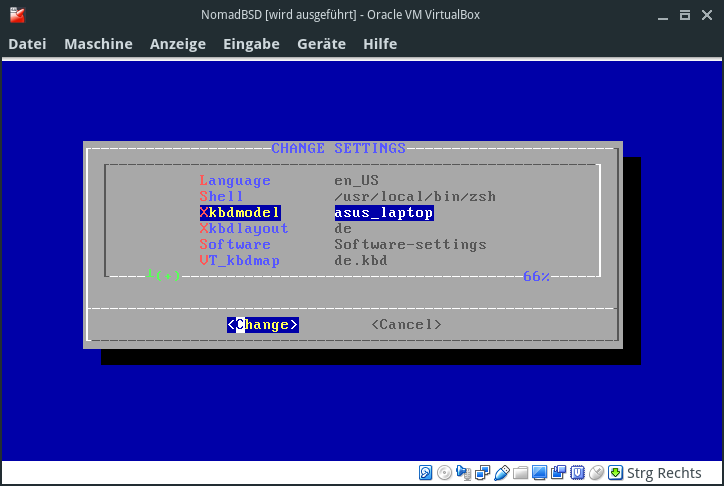 NomadBSD [wird ausgeführt] - Oracle VM VirtualBox
Datei Maschine Anzeige Eingabe Geräte Hilfe
CHANGE SETTINGS
Language en_US
Shell /usr/local/bin/zsh
Xkbdmodel asus_laptop
Xkbdlayout de
Software Software-settings
VT_kbdmap de.kbd
┴(+) 66%
<Change> <Cancel>
Strg Rechts